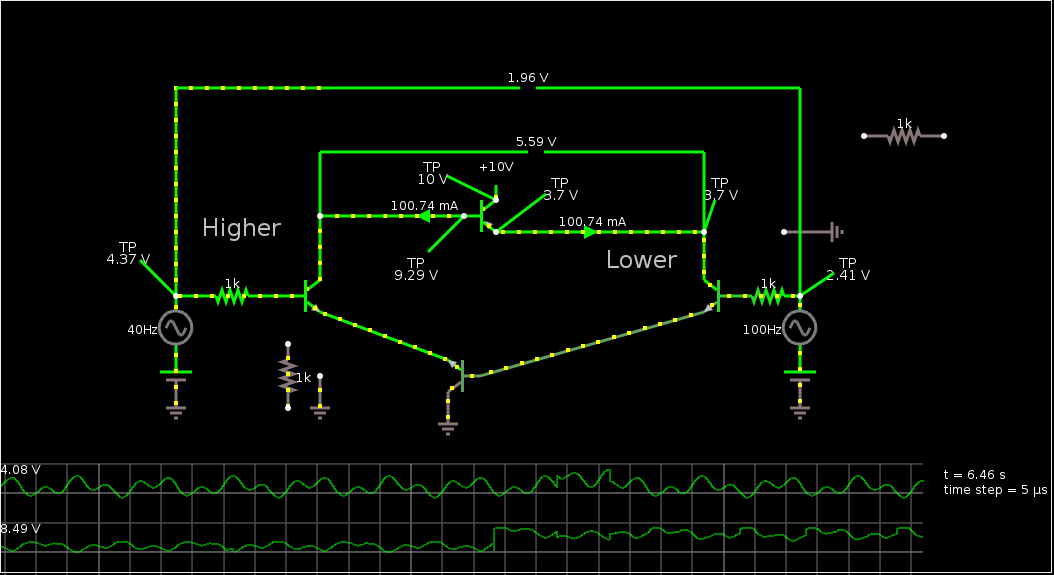 1.96 V
1k
5.59 V
TP
10 V
+10V
TP
3.7 V
TP
3.7 V
100.74 mA
100.74 mA
Higher
Lower
TP
4.37 V
TP
9.29 V
TP
2.41 V
1k
1k
40Hz
100Hz
1k
4.08 V
t = 6.46 s
time step = 5 µs
8.49 V